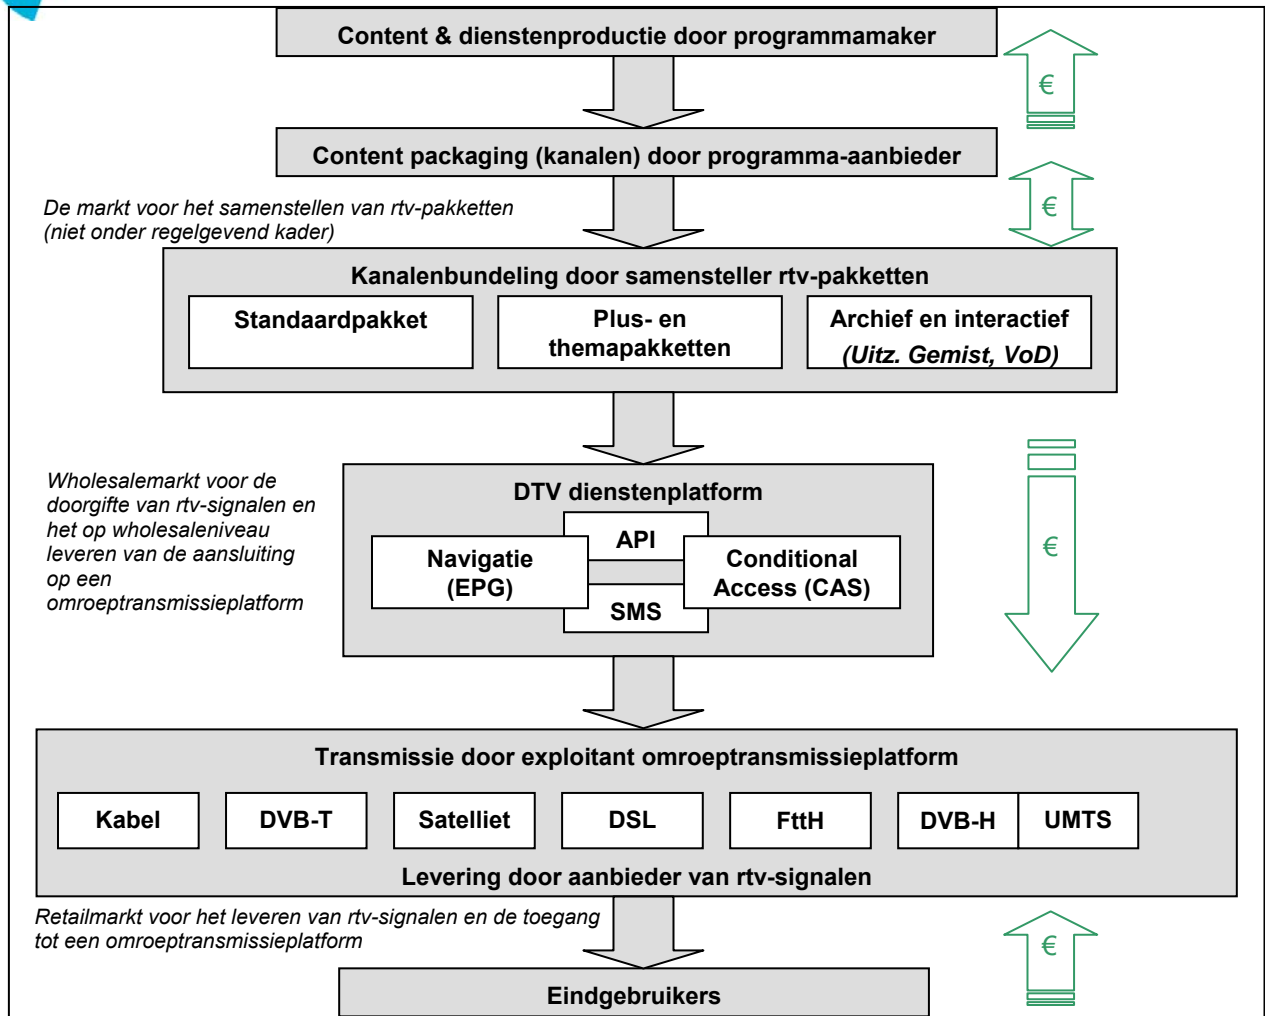 Content & dienstenproductie door programmamaker
€
Content packaging (kanalen) door programma-aanbieder
€
De markt voor het samenstellen van rtv-pakketten
(niet onder regelgevend kader)
Kanalenbundeling door samensteller rtv-pakketten
Standaardpakket
Plus- en
themapakketten
Archief en interactief
(Uitz. Gemist, VoD)
Wholesalemarkt voor de
doorgifte van rtv-signalen en
het op wholesaleniveau
leveren van de aansluiting
op een
omroeptransmissieplatform
DTV dienstenplatform
API
Navigatie
(EPG)
Conditional
Access (CAS)
SMS
€
Transmissie door exploitant omroeptransmissieplatform
Kabel
DVB-T
Satelliet
DSL
FttH
DVB-H
UMTS
Levering door aanbieder van rtv-signalen
Retailmarkt voor het leveren van rtv-signalen en de toegang
tot een omroeptransmissieplatform
€
Eindgebruikers